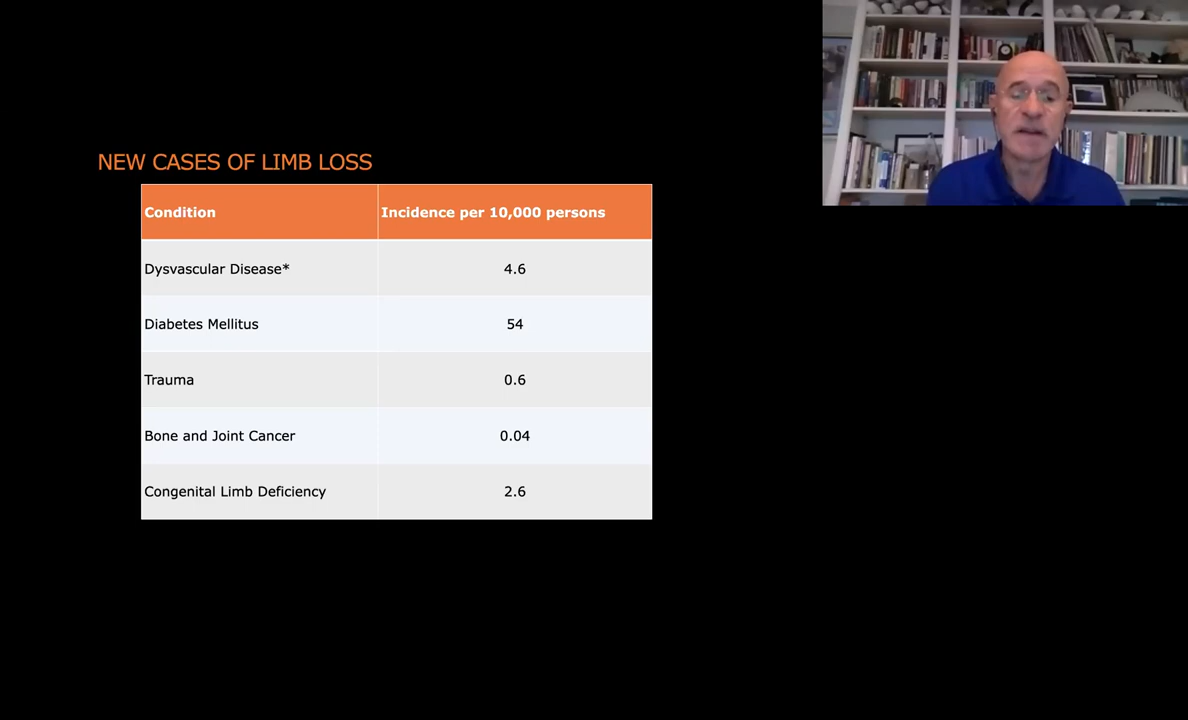 NEW CASES OF LIMB LOSS
Condition Incidence per 10,000 persons
Dysvascular Disease* 4.6
Diabetes Mellitus 54
Trauma 0.6
Bone and Joint Cancer 0.04
Congenital Limb Deficiency 2.6